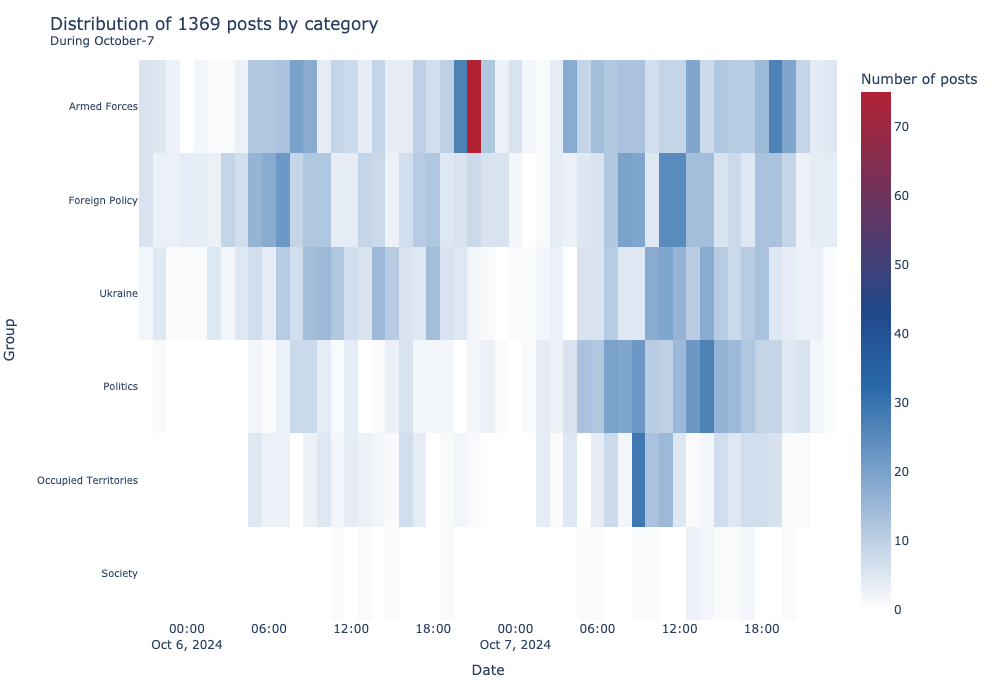 Distribution of 1369 posts by category
During October-7
Number of posts
Armed Forces
Foreign Policy
Ukraine
Politics
Occupied Territories
Society
Group
70
60
50
40
30
20
10
0
00:00 06:00 12:00 18:00 00:00 06:00 12:00 18:00
Oct 6, 2024 Oct 7, 2024
Date